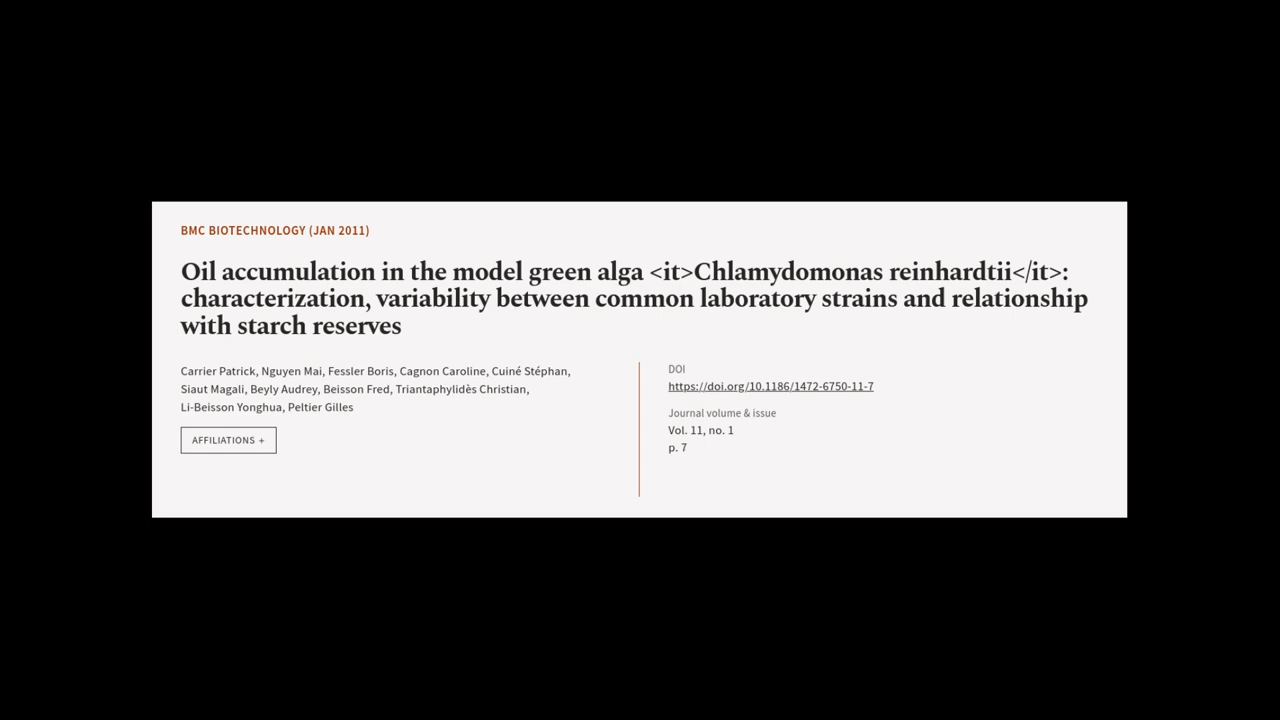 BMC BIOTECHNOLOGY (JAN 2011)
Oil accumulation in the model green alga <it>Chlamydomonas reinhardtii</it>:
characterization, variability between common laboratory strains and relationship
with starch reserves
Carrier Patrick, Nguyen Mai, Fessler Boris, Cagnon Caroline, Cuiné Stéphan,
Siaut Magali, Beyly Audrey, Beisson Fred, Triantaphylidès Christian,
Li-Beisson Yonghua, Peltier Gilles
AFFILIATIONS +
DOI
https://doi.org/10.1186/1472-6750-11-7
Journal volume & issue
Vol. 11, no. 1
p. 7